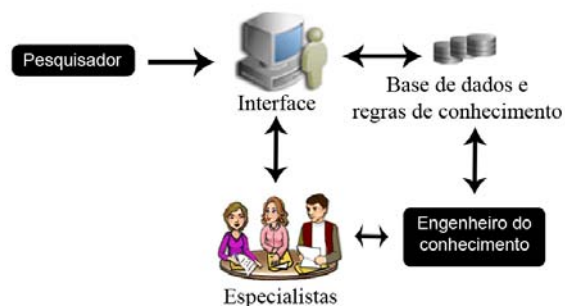 Pesquisador
Interface
Base de dados e
regras de conhecimento
Especialistas
Engenheiro do
conhecimento